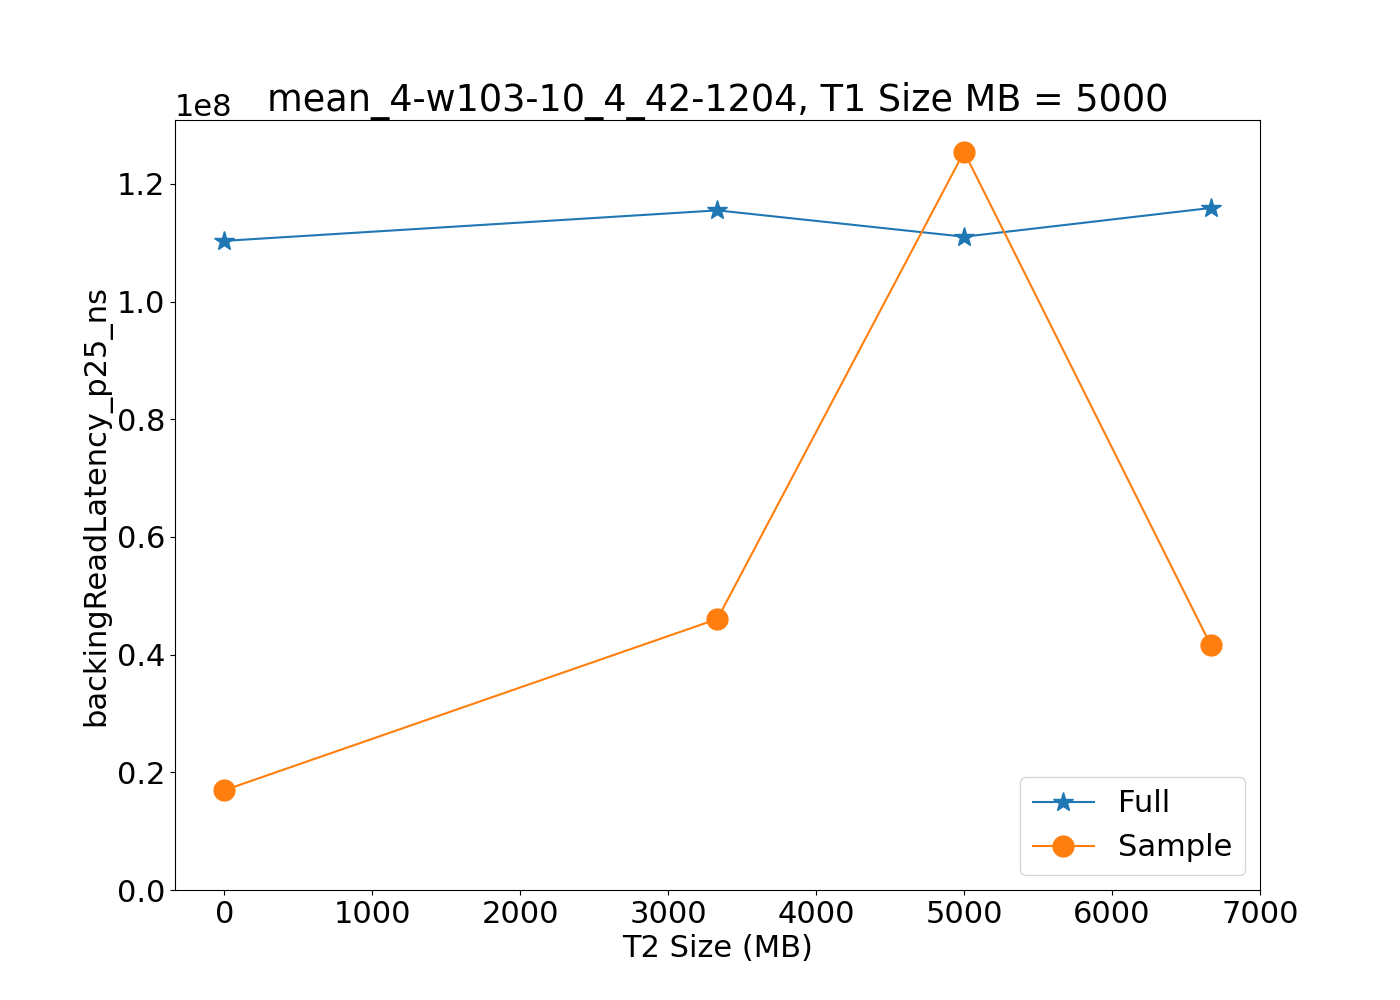 1e8
mean_4-w103-10_4_42-1204, T1 Size MB = 5000
backingReadLatency_p25_ns
1.2
1.0
0.8
0.6
0.4
0.2
0.0
0 1000 2000 3000 4000 5000 6000 7000
T2 Size (MB)
Full
Sample